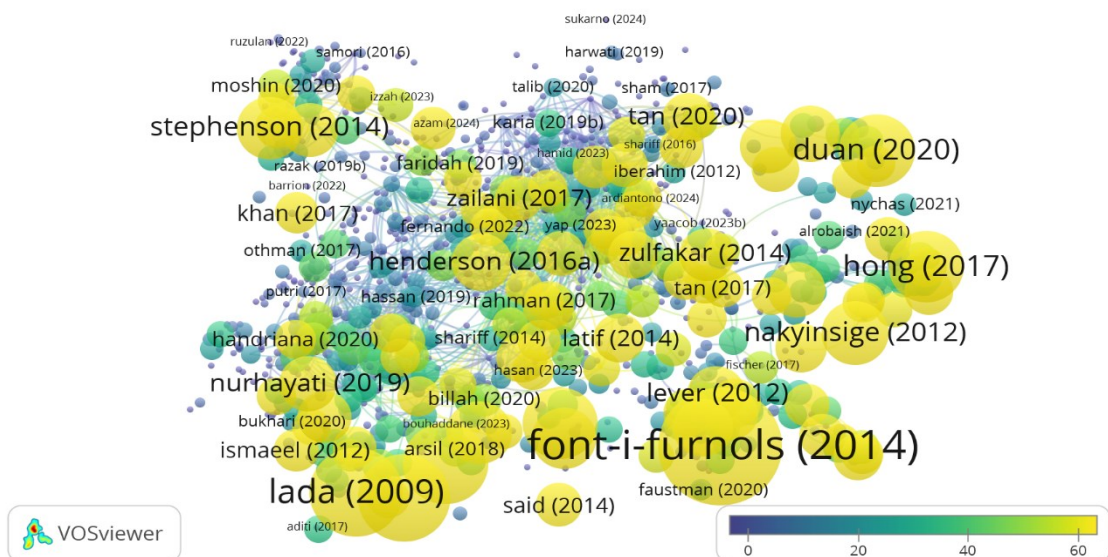 sukarno (2024)
ruzulan (2022)
samori (2016)
harwati (2019)
moshin (2020)
izzah (2023)
talib (2020)
sham (2017)
stephenson (2014)
azam (2024)
karia (2019b)
tan (2020)
shariff (2016)
duan (2020)
razak (2019b)
faridah (2019)
hamid (2023)
iberahim (2012)
barrion (2022)
zailani (2017)
ardiantono (2024)
nychas (2021)
khan (2017)
fernando (2022)
yap (2023)
yaacob (2023b)
alrobaish (2021)
othman (2017)
henderson (2016a)
zulfakar (2014)
hong (2017)
putri (2017)
hassan (2019)
rahman (2017)
tan (2017)
handriana (2020)
shariff (2014)
latif (2014)
nakyinsige (2012)
hasan (2023)
fischer (2017)
nurhayati (2019)
billah (2020)
lever (2012)
bukhari (2020)
bouhaddane (2023)
ismaeel (2012)
arsil (2018)
font-i-furnols (2014)
lada (2009)
said (2014)
faustman (2020)
aditi (2017)
VOSviewer
0 20 40 60